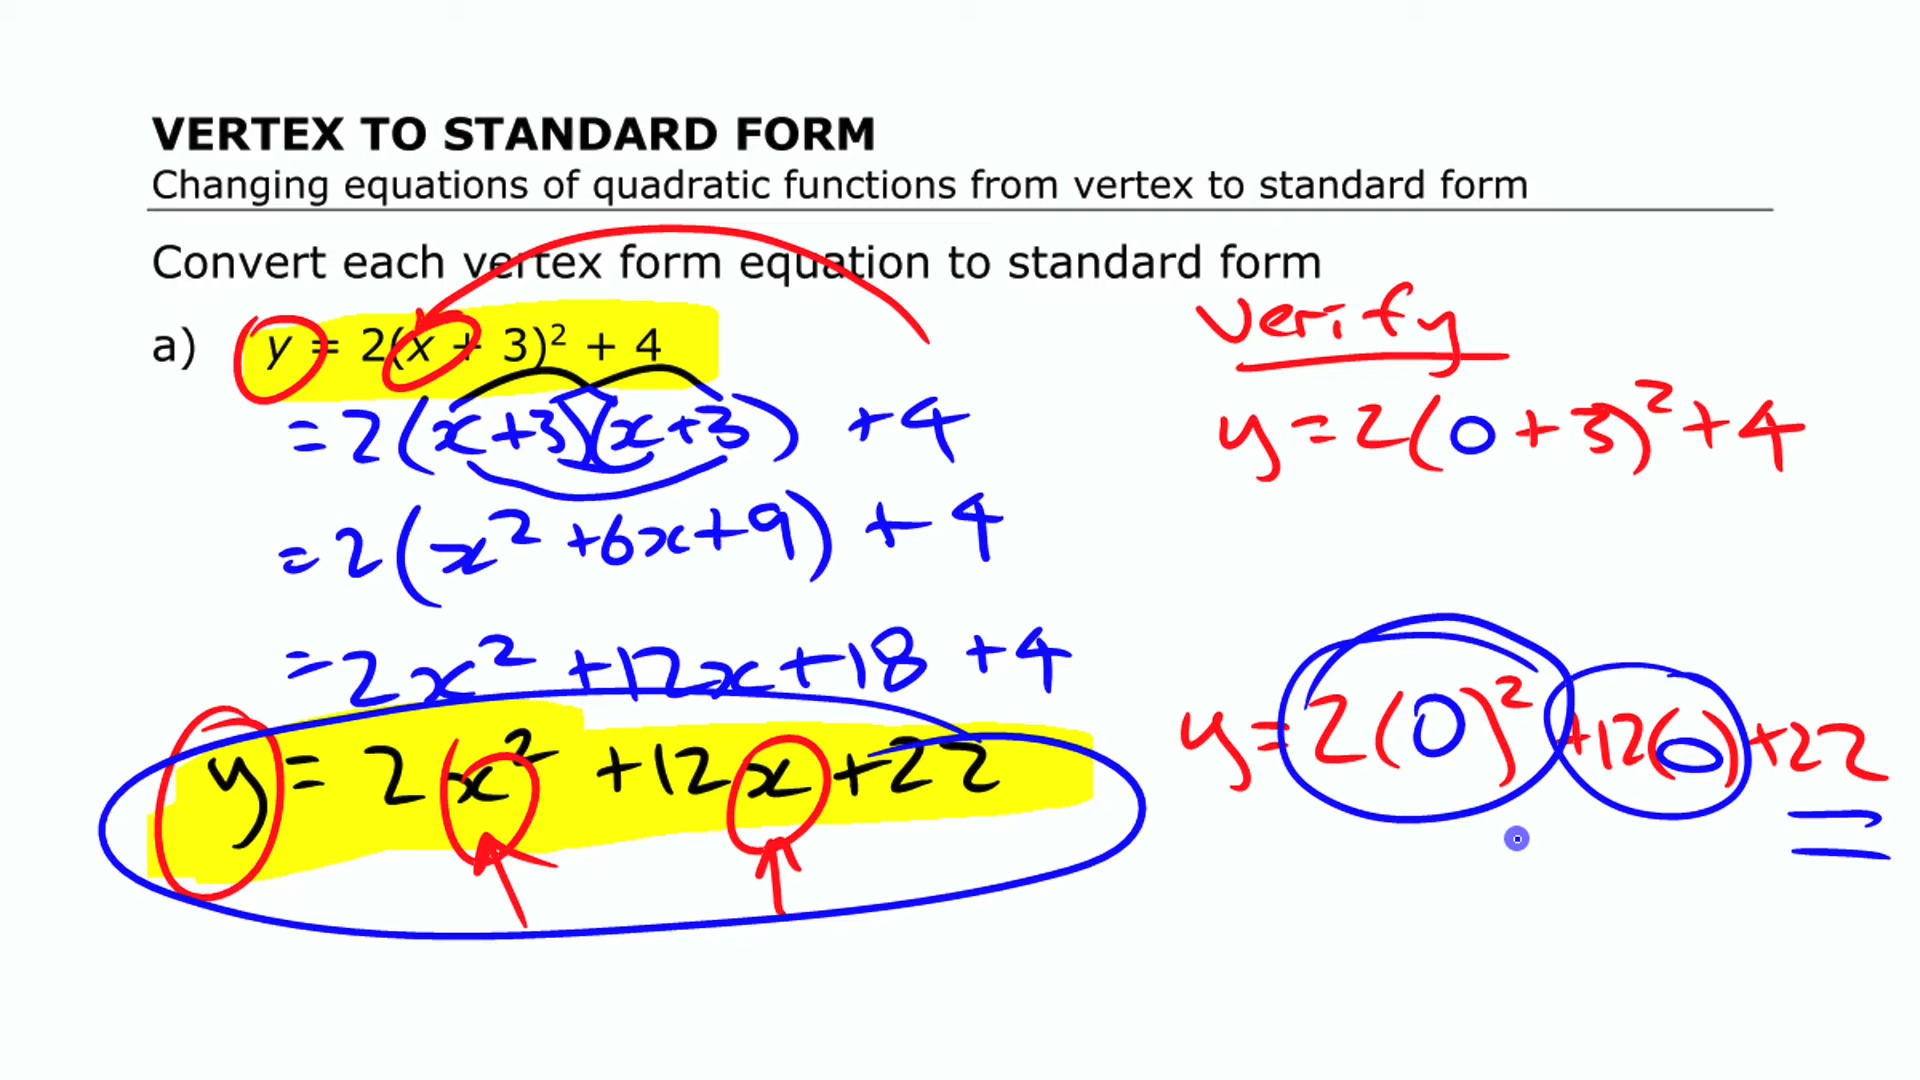 VERTEX TO STANDARD FORM
Changing equations of quadratic functions from vertex to standard form
Convert each vertex form equation to standard form
a) y = 2(x + 3)² + 4
= 2(x+3)(x+3) + 4
= 2(x² + 6x + 9) + 4
= 2x² + 12x + 18 + 4
y = 2x² + 12x + 22
Verify
y = 2(0 + 3)² + 4
y = 2(0)² + 12(0) + 22